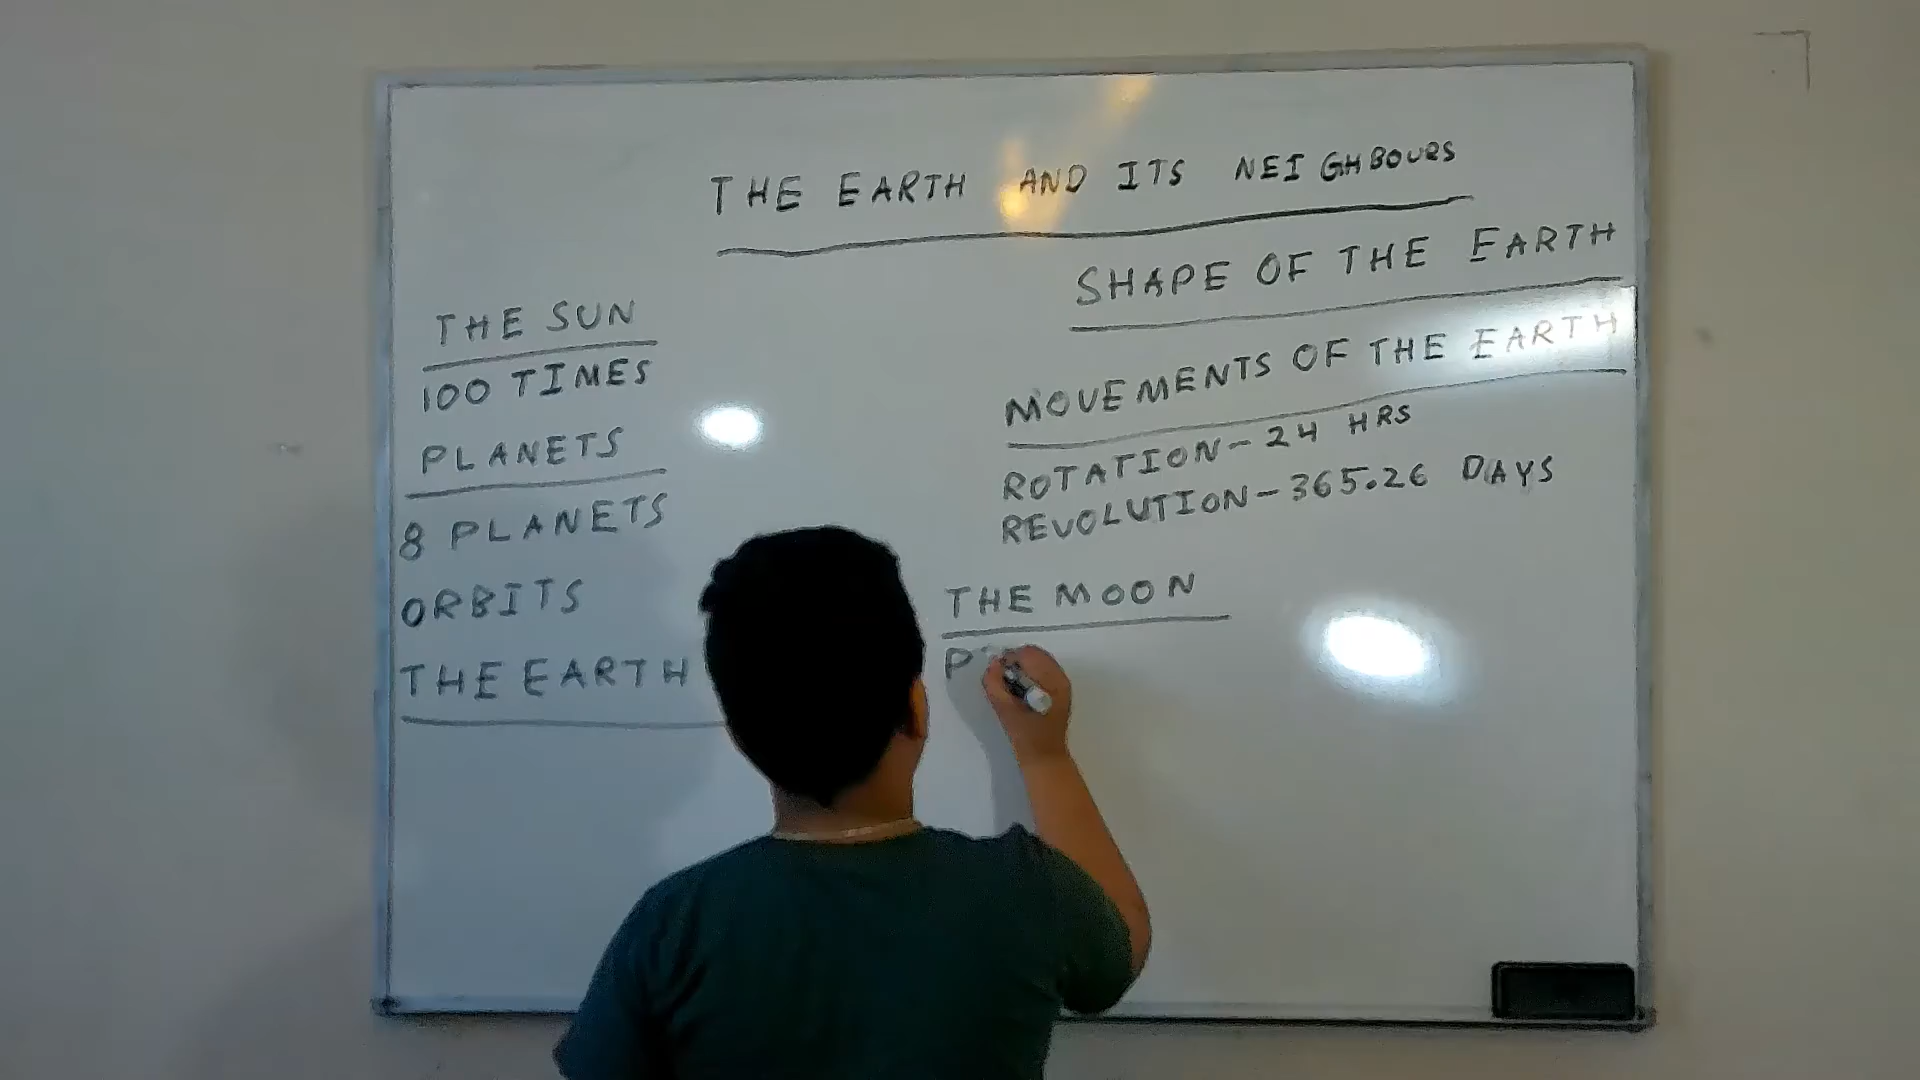 THE EARTH AND ITS NEIGHBOURS
THE SUN
100 TIMES
PLANETS
8 PLANETS
ORBITS
THE EARTH
SHAPE OF THE EARTH
MOVEMENTS OF THE EARTH
ROTATION - 24 HRS
REVOLUTION - 365.26 DAYS
THE MOON